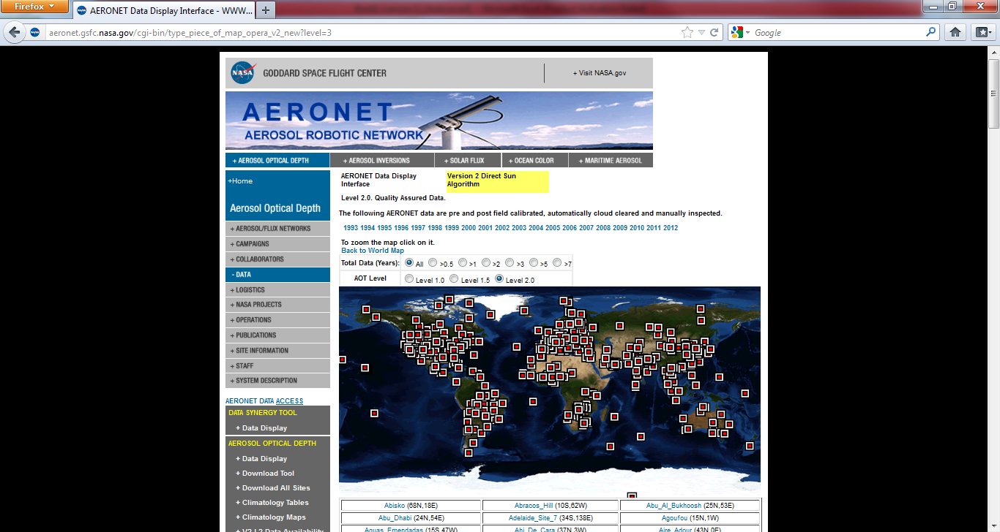 Firefox
AERONET Data Display Interface - WWW...
aeronet.gsfc.nasa.gov/cgi-bin/type_piece_of_map_opera_v2_new?level=3
Google
NASA
GODDARD SPACE FLIGHT CENTER
+ Visit NASA.gov
AERONET
AEROSOL ROBOTIC NETWORK
+ AEROSOL OPTICAL DEPTH
+ AEROSOL INVERSIONS
+ SOLAR FLUX
+ OCEAN COLOR
+ MARITIME AEROSOL
+Home
Aerosol Optical Depth
+ AEROSOL/FLUX NETWORKS
+ CAMPAIGNS
+ COLLABORATORS
- DATA
+ LOGISTICS
+ NASA PROJECTS
+ OPERATIONS
+ PUBLICATIONS
+ SITE INFORMATION
+ STAFF
+ SYSTEM DESCRIPTION
AERONET DATA ACCESS
DATA SYNERGY TOOL
+ Data Display
AEROSOL OPTICAL DEPTH
+ Data Display
+ Download Tool
+ Download All Sites
+ Climatology Tables
+ Climatology Maps
+ V2 L2 Data Availability
AERONET Data Display
Interface
Version 2 Direct Sun
Algorithm
Level 2.0. Quality Assured Data.
The following AERONET data are pre and post field calibrated, automatically cloud cleared and manually inspected.
1993 1994 1995 1996 1997 1998 1999 2000 2001 2002 2003 2004 2005 2006 2007 2008 2009 2010 2011 2012
To zoom the map click on it.
Back to World Map
Total Data (Years): All >0.5 >1 >2 >3 >5 >7
AOT Level Level 1.0 Level 1.5 Level 2.0
Abisko (68N,18E) Abracos_Hill (10S,62W) Abu_Al_Bukhoosh (25N,53E)
Abu_Dhabi (24N,54E) Adelaide_Site_7 (34S,138E) Agoufou (15N,1W)
Aguas_Emendadas (15S,47W) Ahi_De_Cara (37N,3W) Aire_Adour (43N,0E)